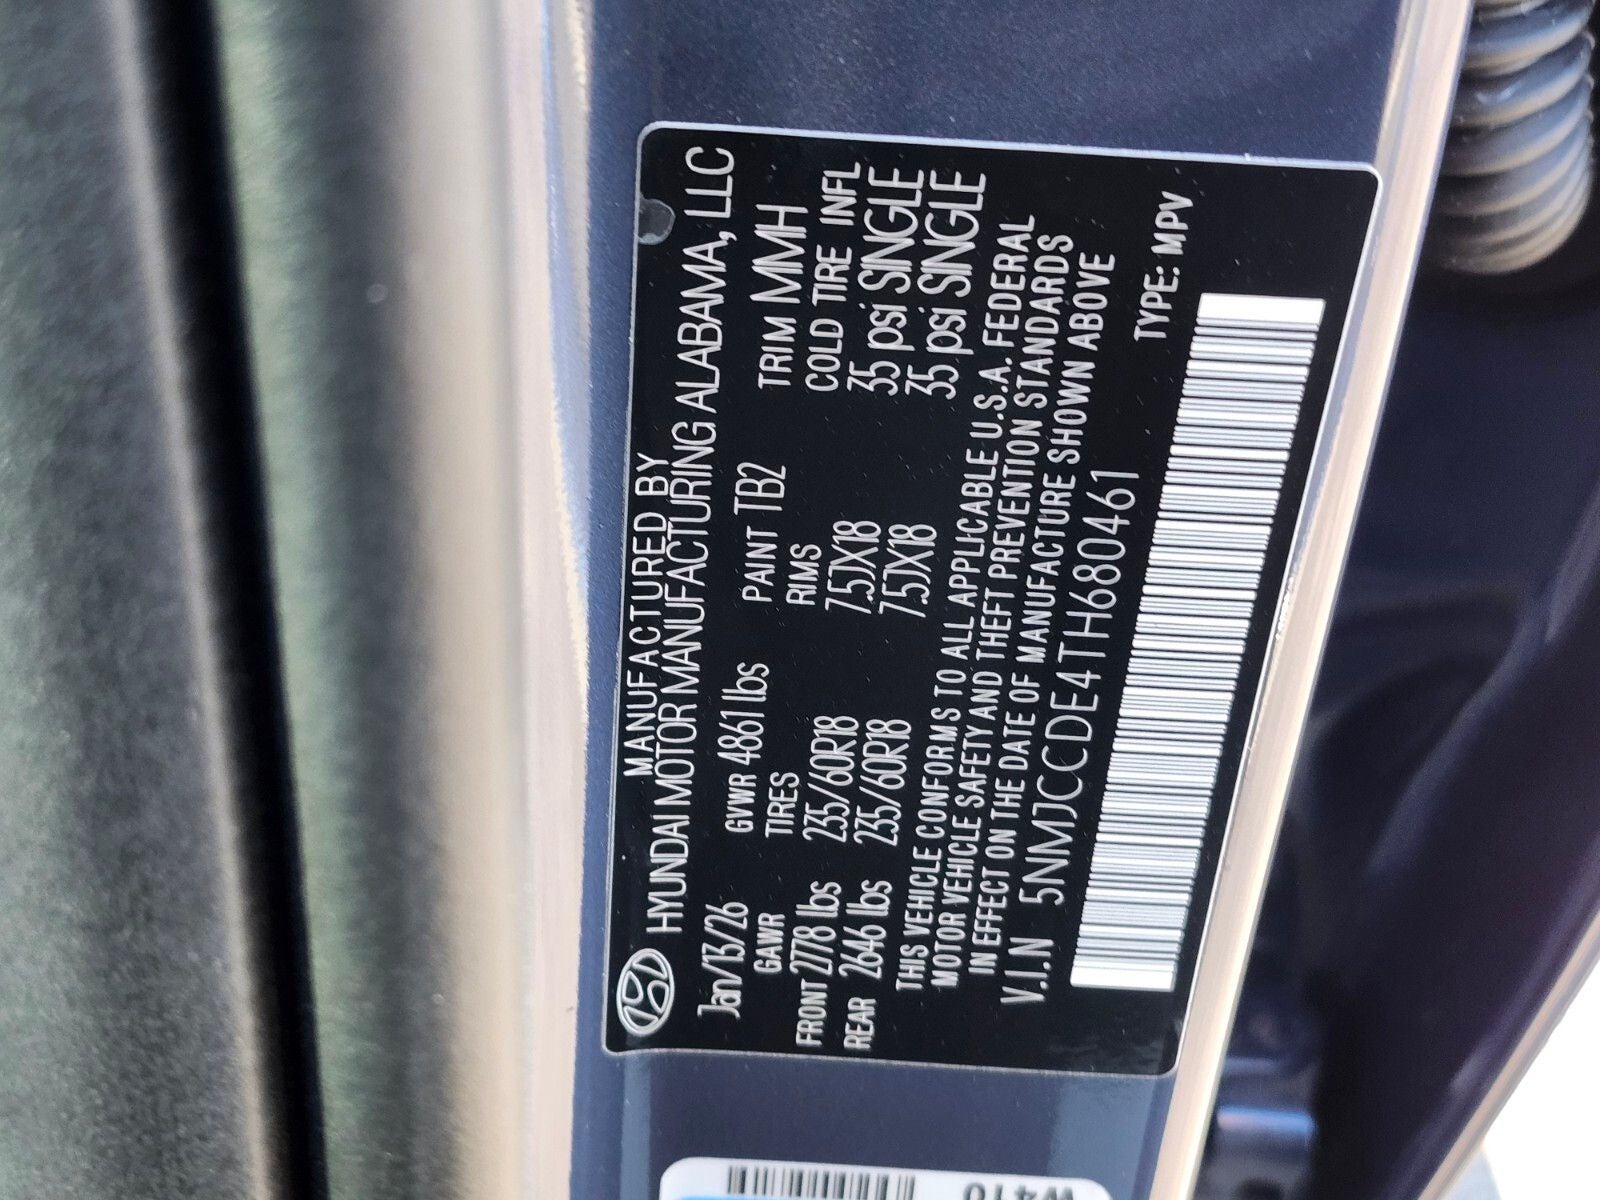 MANUFACTURED BY
HYUNDAI MOTOR MANUFACTURING ALABAMA, LLC
Jan/13/26 GVWR 4861 lbs PAINT TB2 TRIM MMH
GAWR TIRES RIMS COLD TIRE INFL
FRONT 2778 lbs 235/60R18 7.5JX18 35 psi SINGLE
REAR 2646 lbs 235/60R18 7.5JX18 35 psi SINGLE
THIS VEHICLE CONFORMS TO ALL APPLICABLE U.S.A. FEDERAL
MOTOR VEHICLE SAFETY AND THEFT PREVENTION STANDARDS
IN EFFECT ON THE DATE OF MANUFACTURE SHOWN ABOVE
V.I.N 5NMJCCDE4TH680461 TYPE: MPV